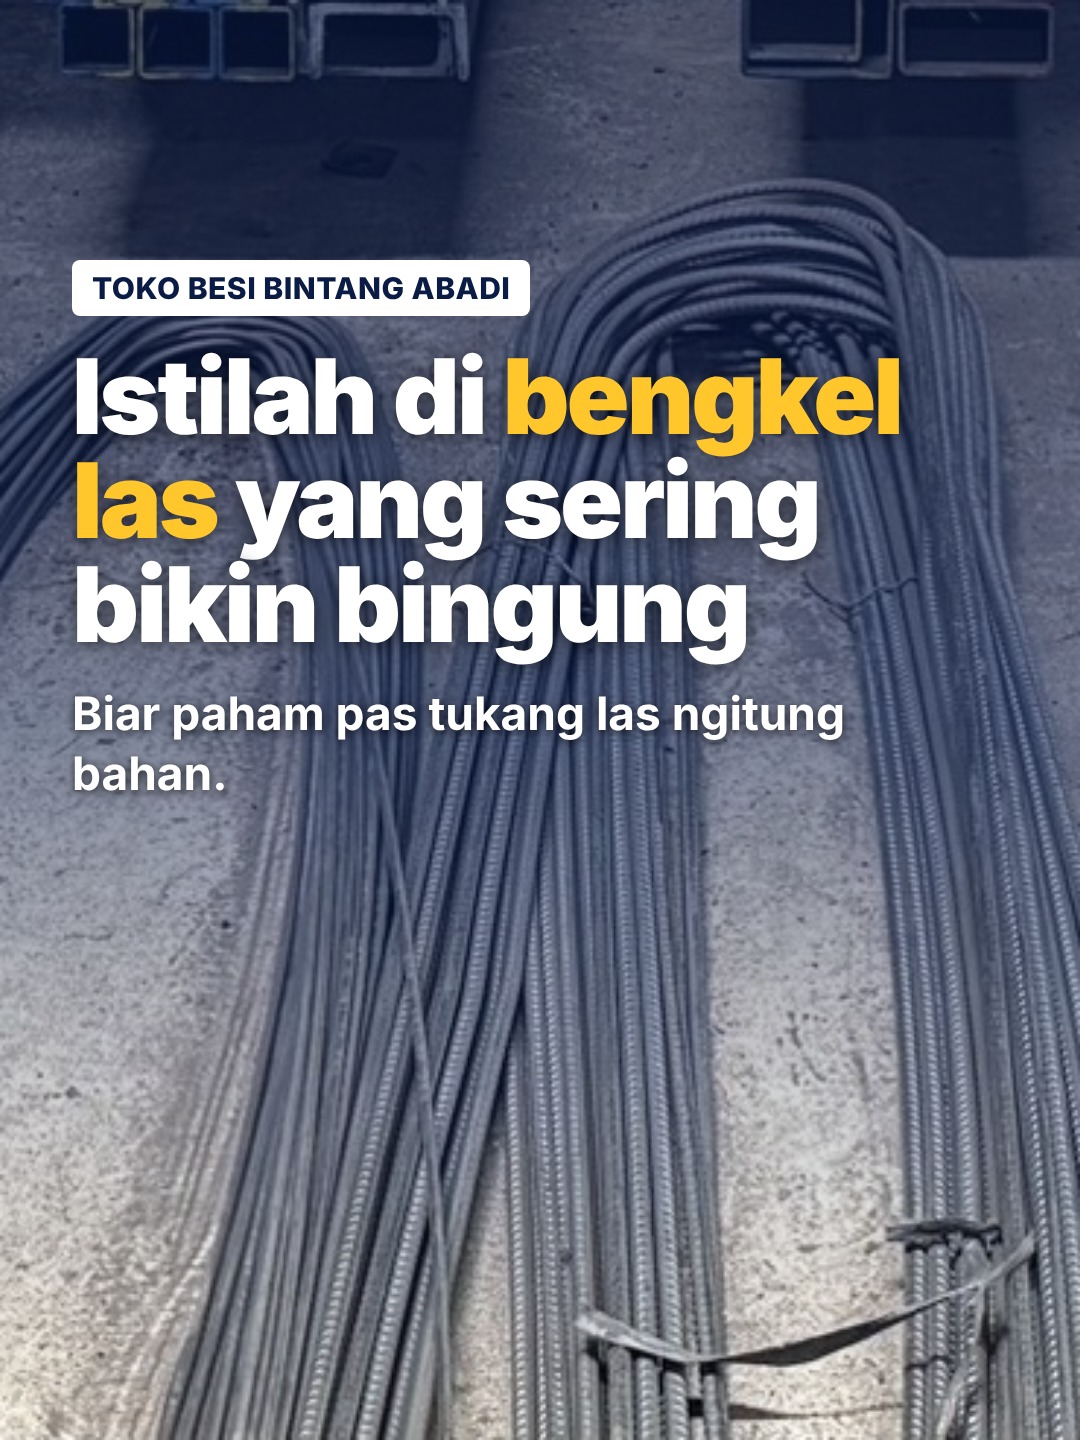 TOKO BESI BINTANG ABADI
Istilah di bengkel
las yang sering
bikin bingung
Biar paham pas tukang las ngitung
bahan.